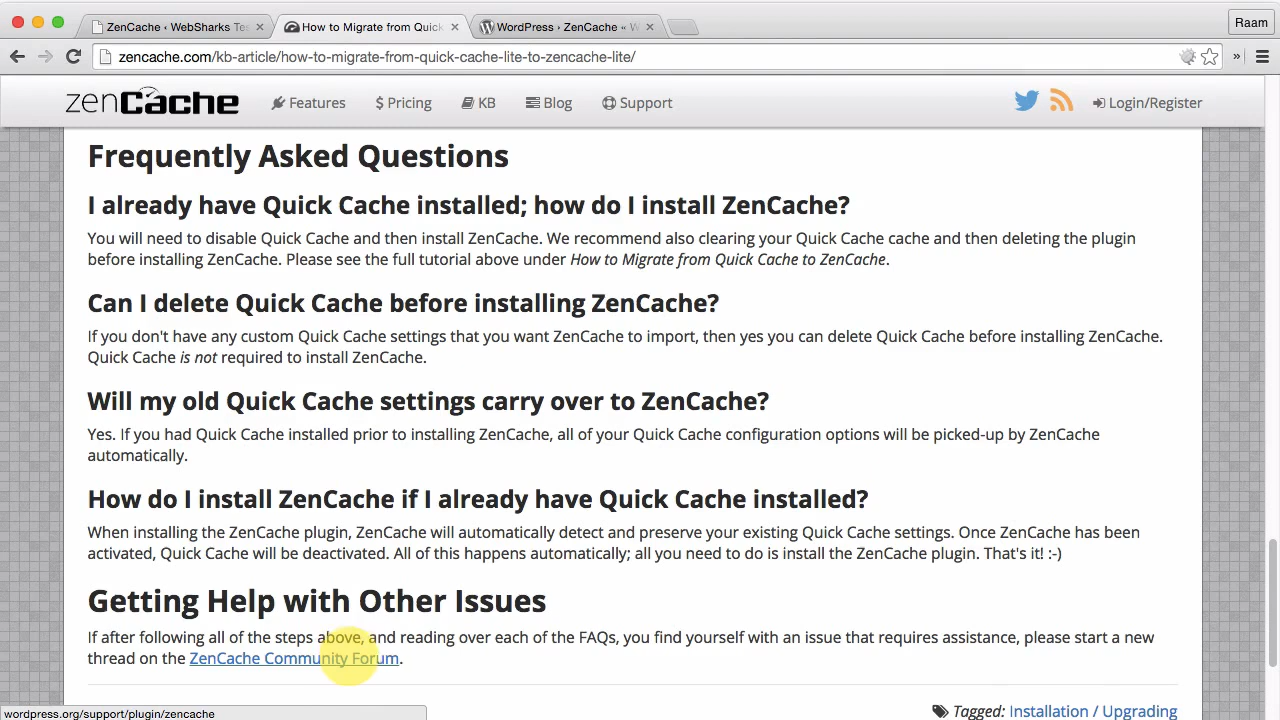 ZenCache ‹ WebSharks Tes
How to Migrate from Quick
WordPress › ZenCache « W
Raam
zencache.com/kb-article/how-to-migrate-from-quick-cache-lite-to-zencache-lite/
»
zenCache
Features
Pricing
KB
Blog
Support
Login/Register
Frequently Asked Questions
I already have Quick Cache installed; how do I install ZenCache?
You will need to disable Quick Cache and then install ZenCache. We recommend also clearing your Quick Cache cache and then deleting the plugin
before installing ZenCache. Please see the full tutorial above under How to Migrate from Quick Cache to ZenCache.
Can I delete Quick Cache before installing ZenCache?
If you don't have any custom Quick Cache settings that you want ZenCache to import, then yes you can delete Quick Cache before installing ZenCache.
Quick Cache is not required to install ZenCache.
Will my old Quick Cache settings carry over to ZenCache?
Yes. If you had Quick Cache installed prior to installing ZenCache, all of your Quick Cache configuration options will be picked-up by ZenCache
automatically.
How do I install ZenCache if I already have Quick Cache installed?
When installing the ZenCache plugin, ZenCache will automatically detect and preserve your existing Quick Cache settings. Once ZenCache has been
activated, Quick Cache will be deactivated. All of this happens automatically; all you need to do is install the ZenCache plugin. That's it! :-)
Getting Help with Other Issues
If after following all of the steps above, and reading over each of the FAQs, you find yourself with an issue that requires assistance, please start a new
thread on the ZenCache Community Forum.
Tagged: Installation / Upgrading
wordpress.org/support/plugin/zencache